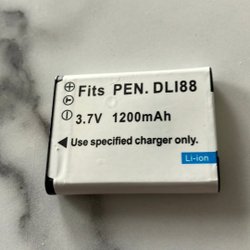 Fits PEN. DLI88
3.7V 1200mAh
Use specified charger only.
Li-ion